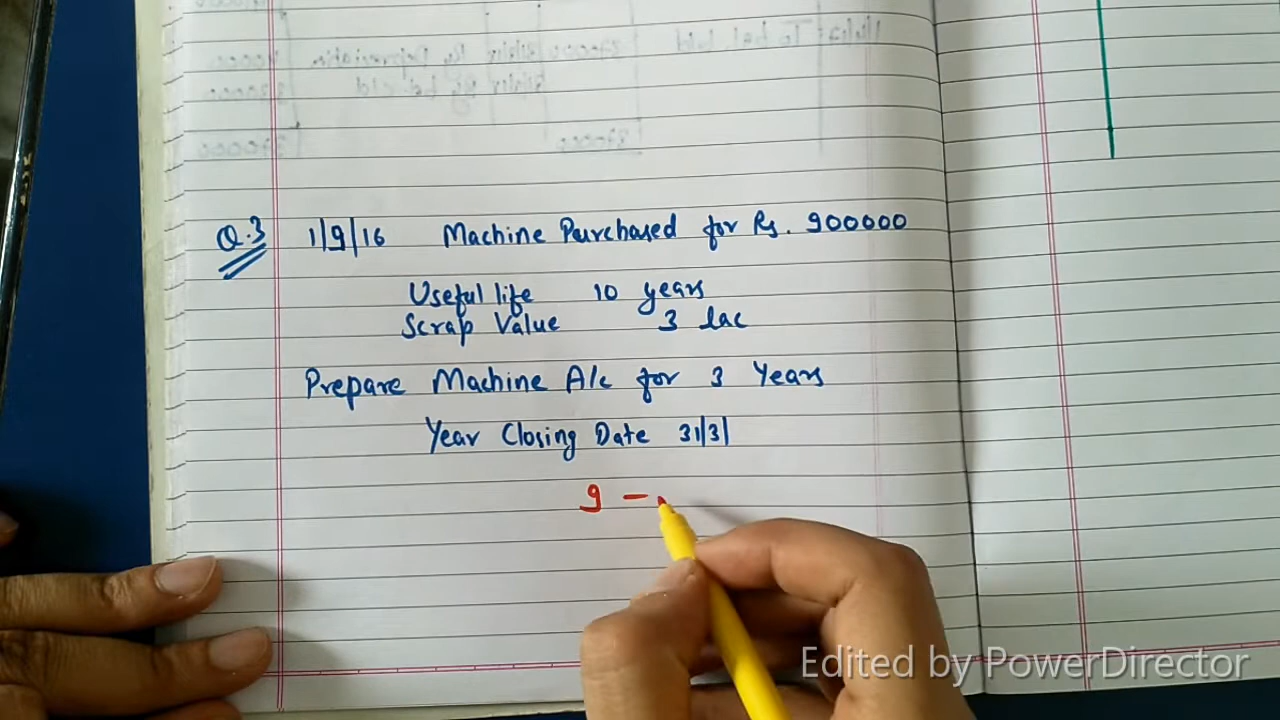 Q.3 1/9/16 Machine Purchased for Rs. 900000
Useful life 10 years
Scrap Value 3 lac
Prepare Machine A/c for 3 Years
Year Closing Date 31/3/
9 -
Edited by PowerDirector